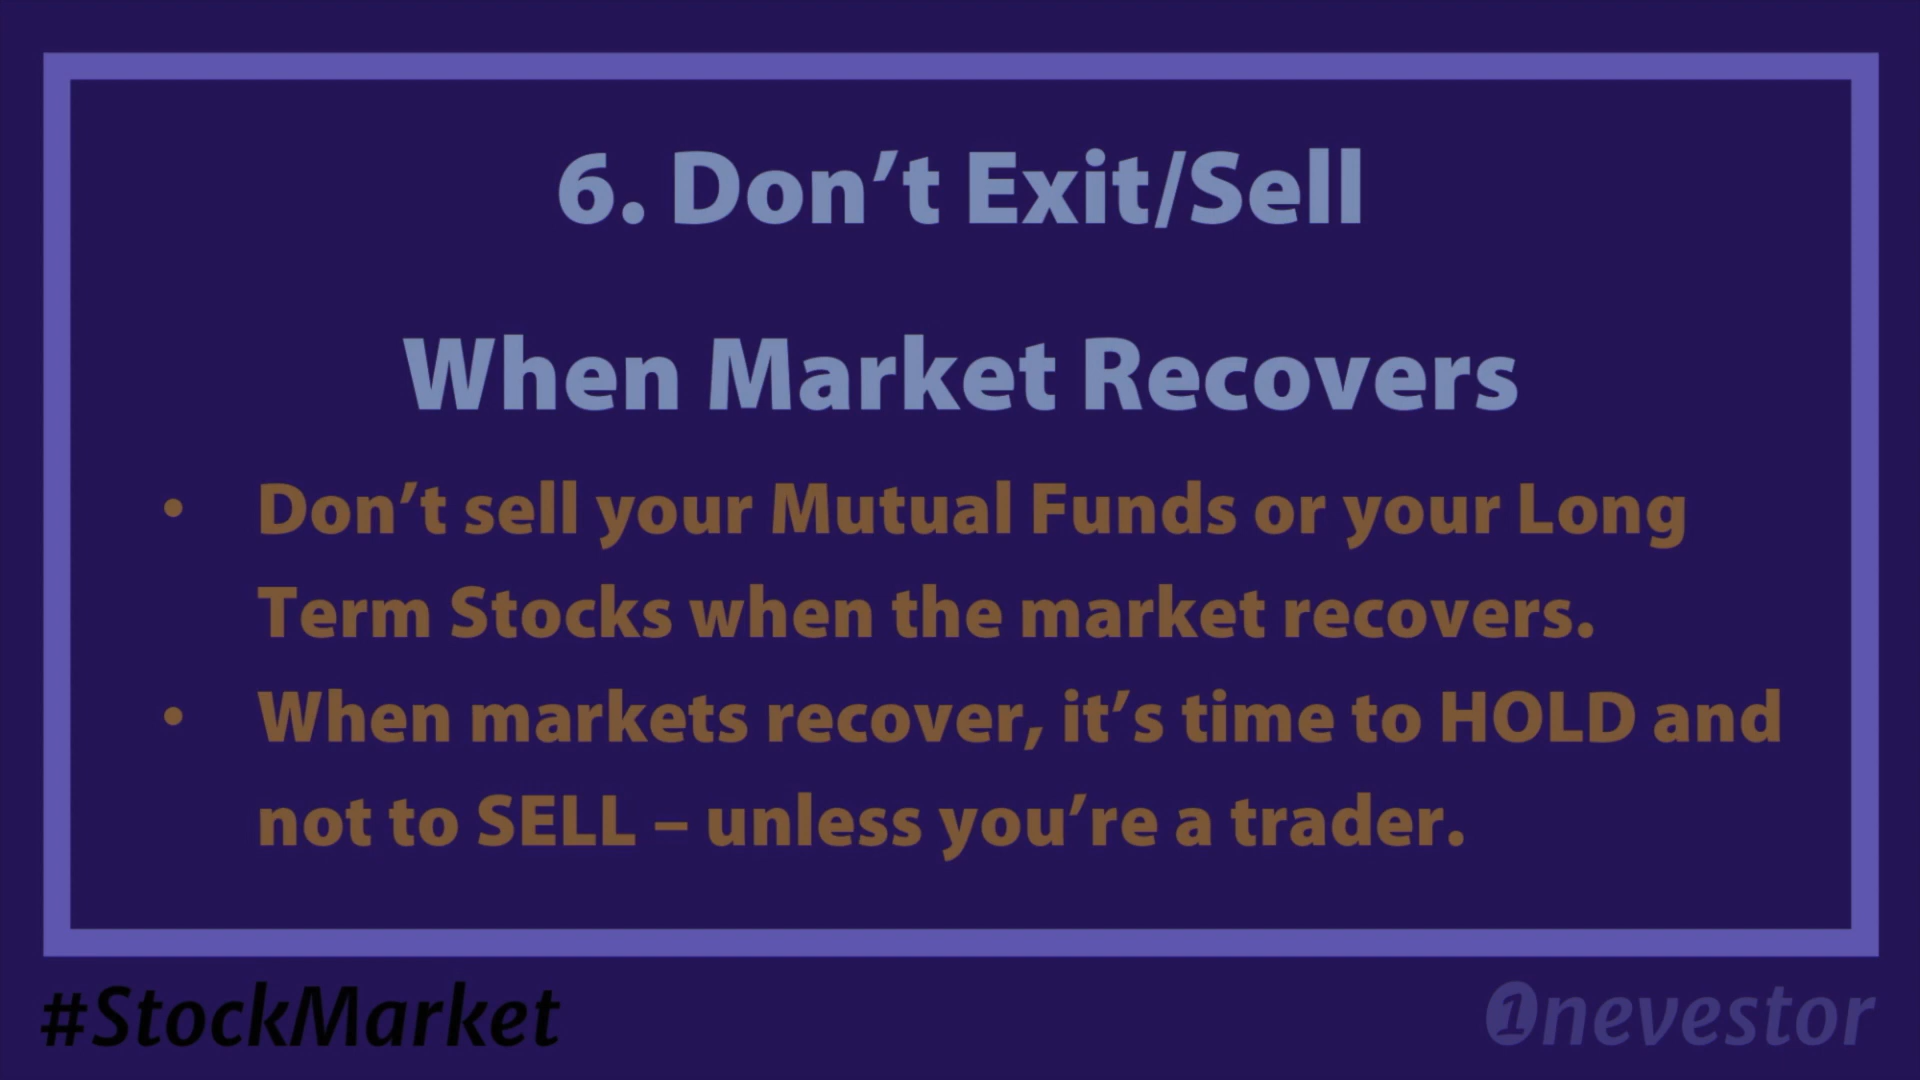 6. Don’t Exit/Sell
When Market Recovers
• Don’t sell your Mutual Funds or your Long
Term Stocks when the market recovers.
• When markets recover, it’s time to HOLD and
not to SELL – unless you’re a trader.
#StockMarket
1nevestor